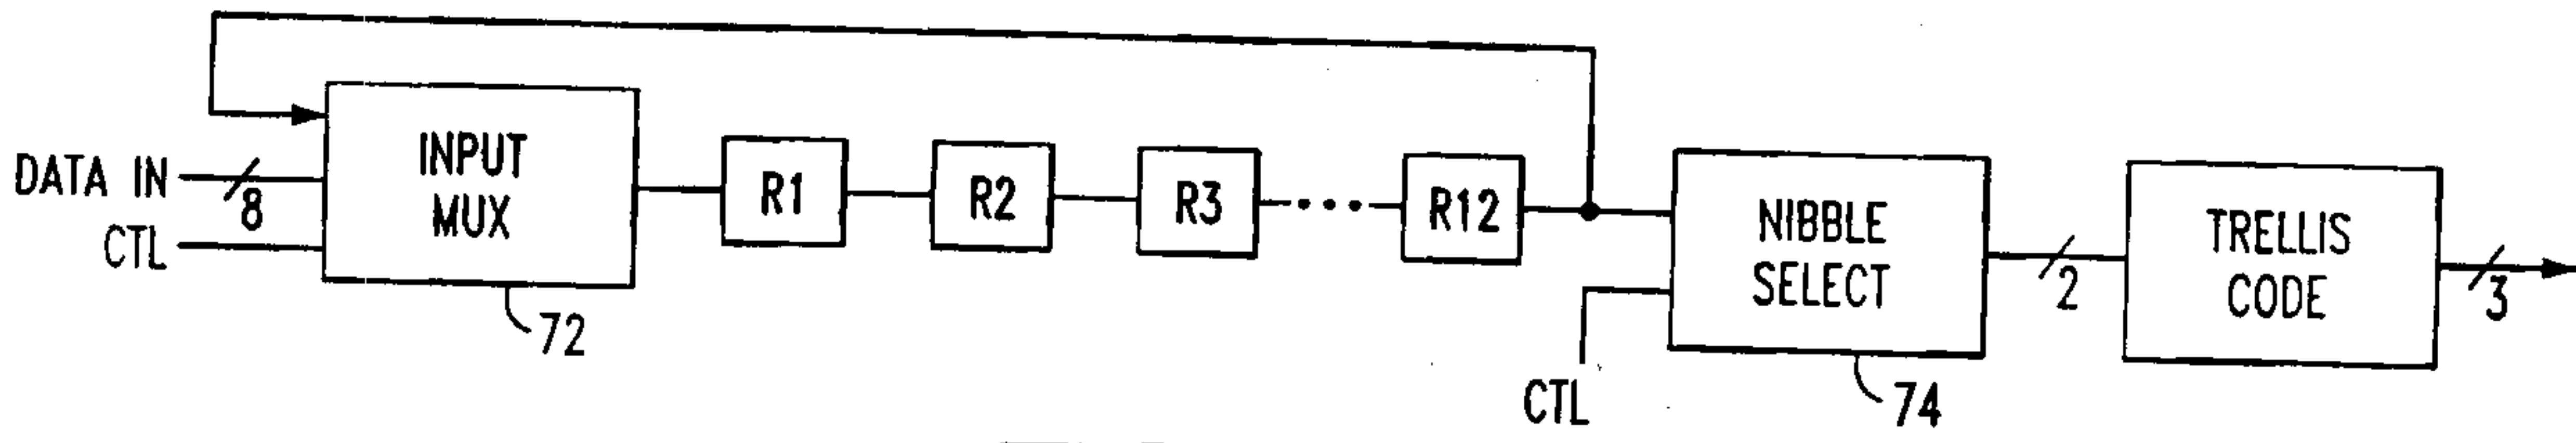 DATA IN
8
CTL
INPUT
MUX
72
R1
R2
R3
R12
CTL
NIBBLE
SELECT
74
2
TRELLIS
CODE
3